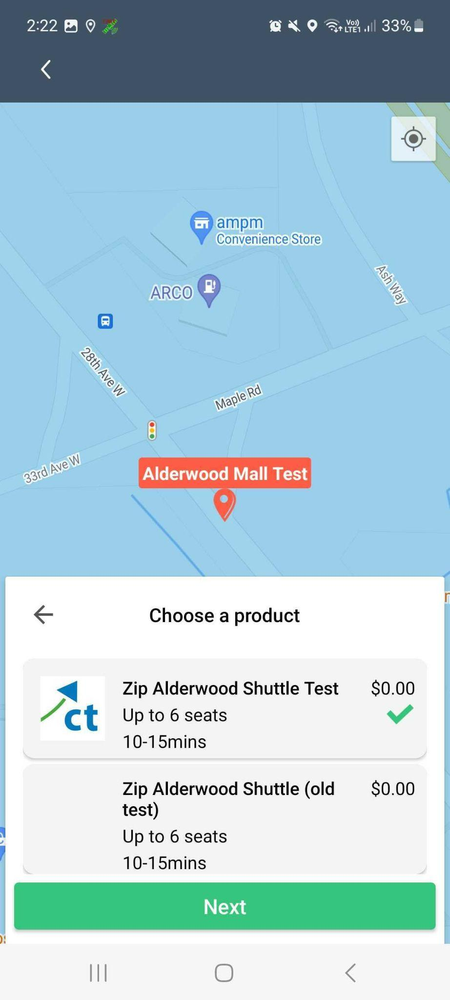 2:22
Vo))
LTE1
33%
ampm
Convenience Store
ARCO
Ash Way
28th Ave W
Maple Rd
33rd Ave W
Alderwood Mall Test
Choose a product
ct
Zip Alderwood Shuttle Test
$0.00
Up to 6 seats
10-15mins
Zip Alderwood Shuttle (old
test)
$0.00
Up to 6 seats
10-15mins
Next